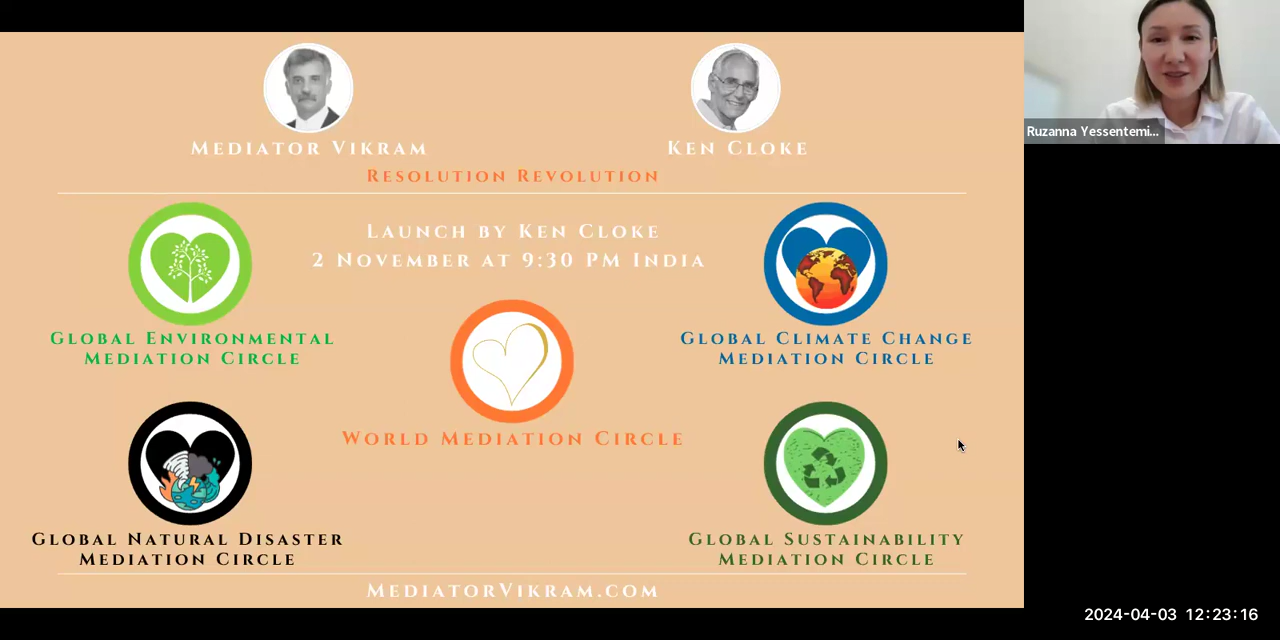 Mediator Vikram
Ken Cloke
Resolution Revolution
Launch by Ken Cloke
2 November at 9:30 PM India
Global Environmental
Mediation Circle
Global Climate Change
Mediation Circle
World Mediation Circle
Global Natural Disaster
Mediation Circle
Global Sustainability
Mediation Circle
MediatorVikram.com
Ruzanna Yessentemi...
2024-04-03 12:23:16